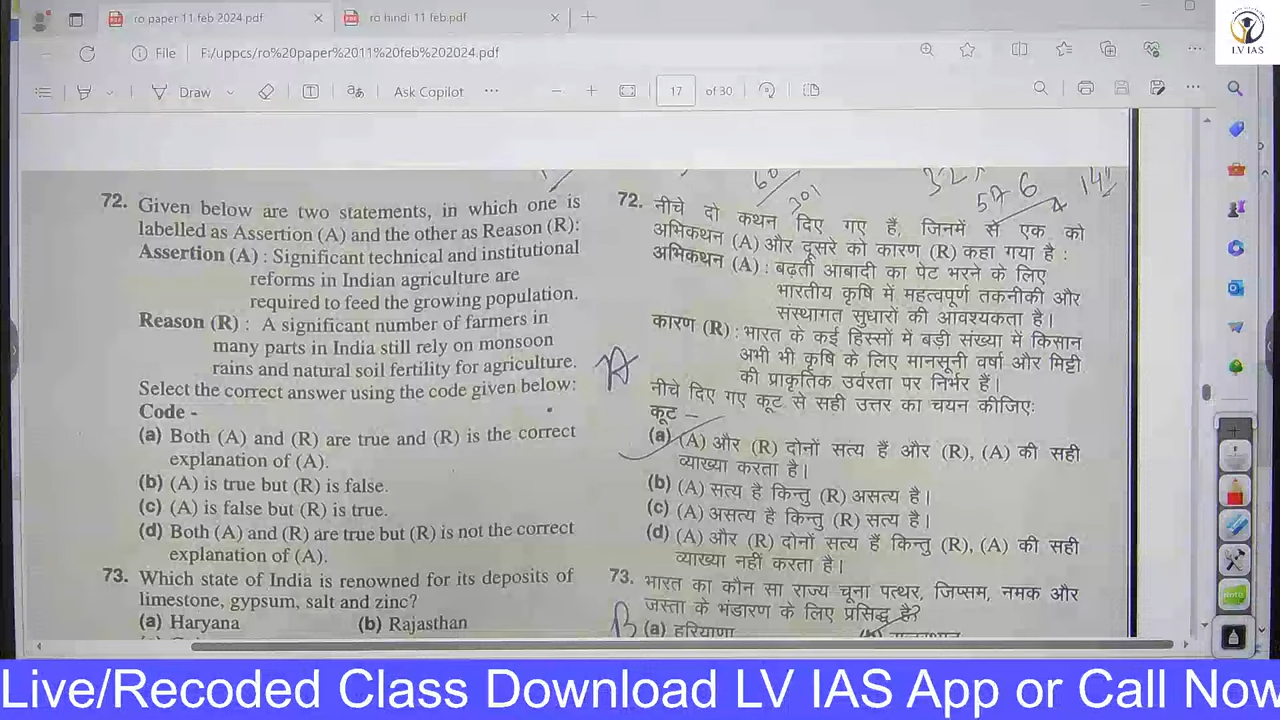 ro paper 11 feb 2024.pdf
ro hindi 11 feb.pdf
LV IAS
File
F:/uppcs/ro%20paper%2011%20feb%202024.pdf
Draw
aあ
Ask Copilot
17
of 30
60
301
57
6
4
72. Given below are two statements, in which one is
labelled as Assertion (A) and the other as Reason (R):
Assertion (A) : Significant technical and institutional
reforms in Indian agriculture are
required to feed the growing population.
Reason (R) : A significant number of farmers in
many parts in India still rely on monsoon
rains and natural soil fertility for agriculture.
Select the correct answer using the code given below:
Code -
(a) Both (A) and (R) are true and (R) is the correct
explanation of (A).
(b) (A) is true but (R) is false.
(c) (A) is false but (R) is true.
(d) Both (A) and (R) are true but (R) is not the correct
explanation of (A).
73. Which state of India is renowned for its deposits of
limestone, gypsum, salt and zinc?
(a) Haryana
(b) Rajasthan
72. नीचे दो कथन दिए गए हैं, जिनमें से एक को
अभिकथन (A) और दूसरे को कारण (R) कहा गया है :
अभिकथन (A) : बढ़ती आबादी का पेट भरने के लिए
भारतीय कृषि में महत्वपूर्ण तकनीकी और
संस्थागत सुधारों की आवश्यकता है।
कारण (R) : भारत के कई हिस्सों में बड़ी संख्या में किसान
अभी भी कृषि के लिए मानसूनी वर्षा और मिट्टी
की प्राकृतिक उर्वरता पर निर्भर हैं।
A
नीचे दिए गए कूट से सही उत्तर का चयन कीजिए:
कूट –
(a) (A) और (R) दोनों सत्य हैं और (R), (A) की सही
व्याख्या करता है।
(b) (A) सत्य है किन्तु (R) असत्य है।
(c) (A) असत्य है किन्तु (R) सत्य है।
(d) (A) और (R) दोनों सत्य हैं किन्तु (R), (A) की सही
व्याख्या नहीं करता है।
73. भारत का कौन सा राज्य चूना पत्थर, जिप्सम, नमक और
जस्ता के भंडारण के लिए प्रसिद्ध है?
B
(a) हरियाणा
Live/Recoded Class Download LV IAS App or Call Now